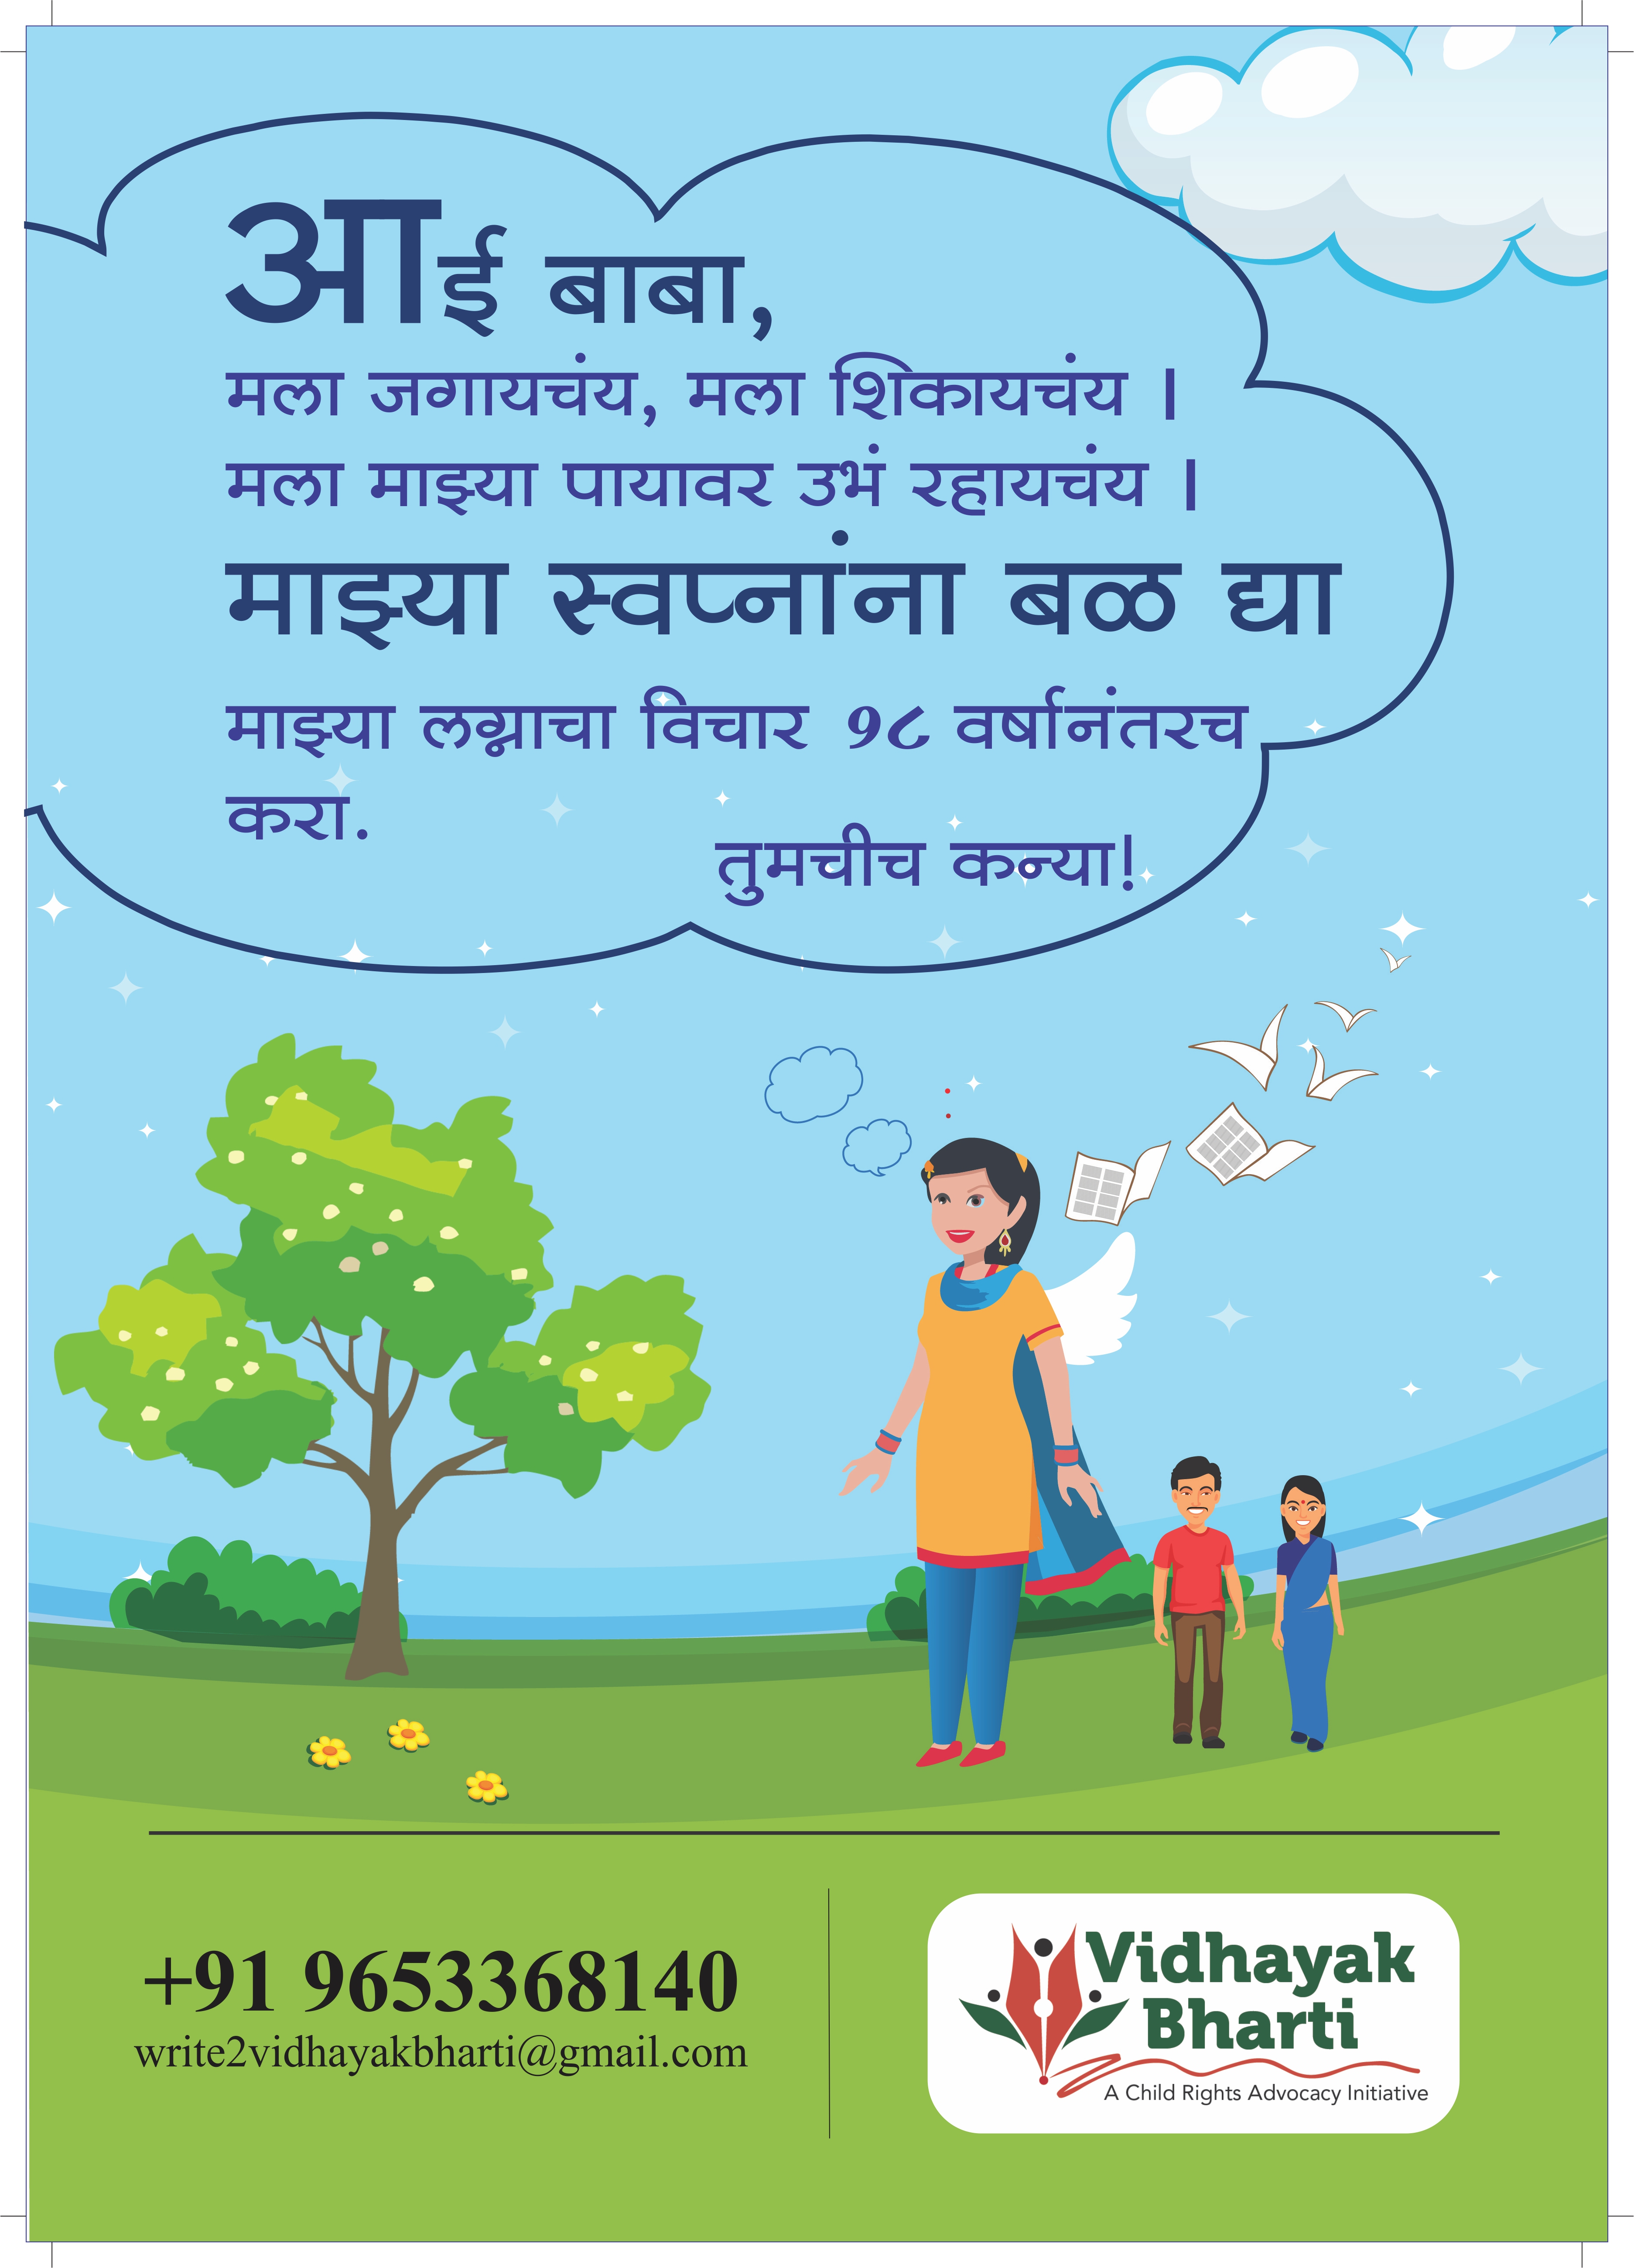 आई बाबा,
मला जगायचंय, मला शिकायचंय |
मला माझ्या पायावर उभं रहायचंय |
माझ्या स्वप्नांना बळ द्या
माझ्या लग्नाचा विचार १८ वर्षानंतरच
करा.
तुमचीच कन्या!
+91 9653368140
write2vidhayakbharti@gmail.com
Vidhayak
Bharti
A Child Rights Advocacy Initiative